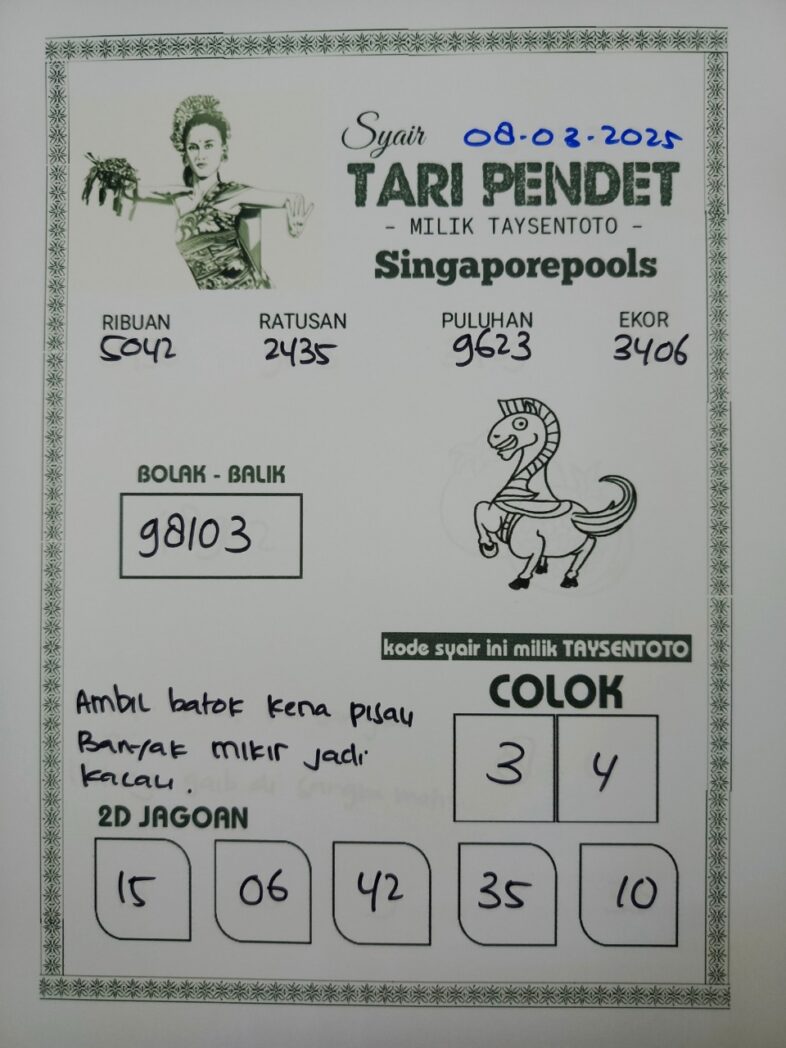 Syair 08-03-2025
TARI PENDET
- MILIK TAYSENTOTO -
Singaporepools
RIBUAN RATUSAN PULUHAN EKOR
5042 2435 9623 3406
BOLAK - BALIK
98103
kode syair ini milik TAYSENTOTO
COLOK
3 4
Ambil batok kena pisau
Banyak mikir jadi
kacau.
2D JAGOAN
15 06 42 35 10